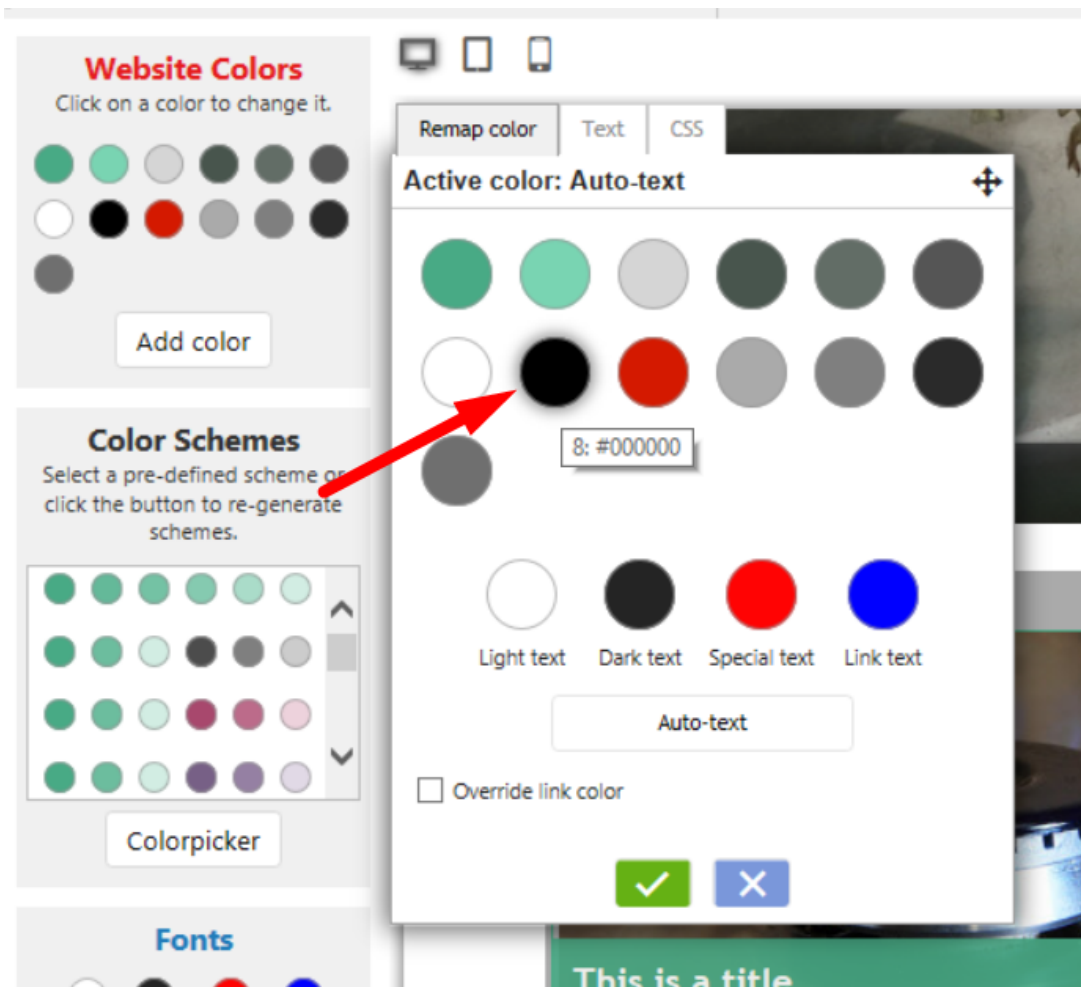 Website Colors
Click on a color to change it.
Add color
Color Schemes
Select a pre-defined scheme or
click the button to re-generate
schemes.
Colorpicker
Fonts
Remap color
Text
CSS
Active color: Auto-text
8: #000000
Light text
Dark text
Special text
Link text
Auto-text
Override link color
This is a title